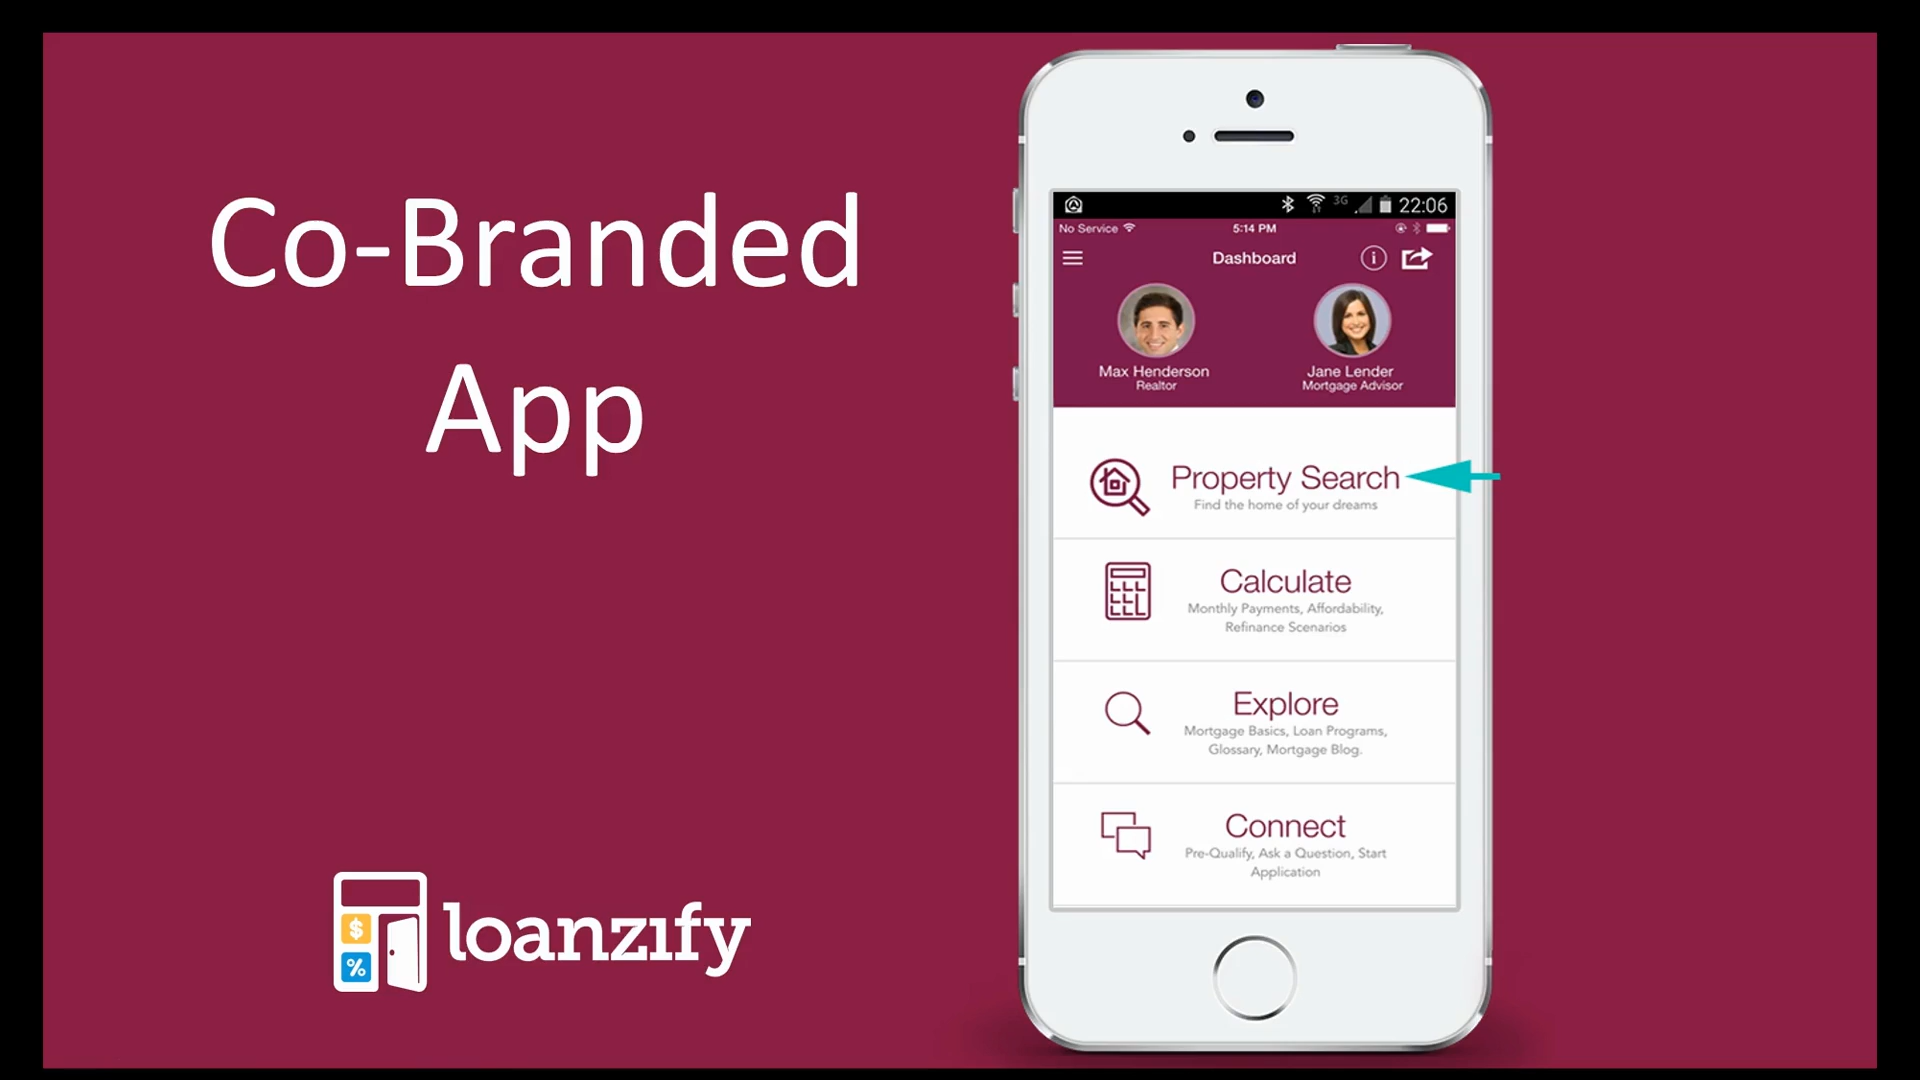 Co-Branded
App
loanzify
$
%
3G 22:06
No Service 5:14 PM
Dashboard
Max Henderson
Realtor
Jane Lender
Mortgage Advisor
Property Search
Find the home of your dreams
Calculate
Monthly Payments, Affordability,
Refinance Scenarios
Explore
Mortgage Basics, Loan Programs,
Glossary, Mortgage Blog.
Connect
Pre-Qualify, Ask a Question, Start
Application